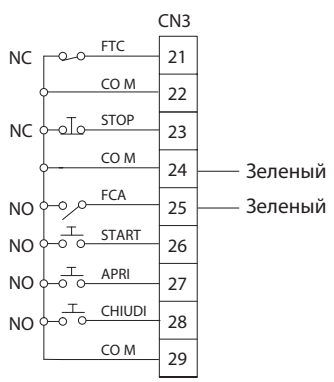 CN3
NC FTC 21
CO M 22
NC STOP 23
CO M 24 Зеленый
NO FCA 25 Зеленый
NO START 26
NO APRI 27
NO CHIUDI 28
CO M 29